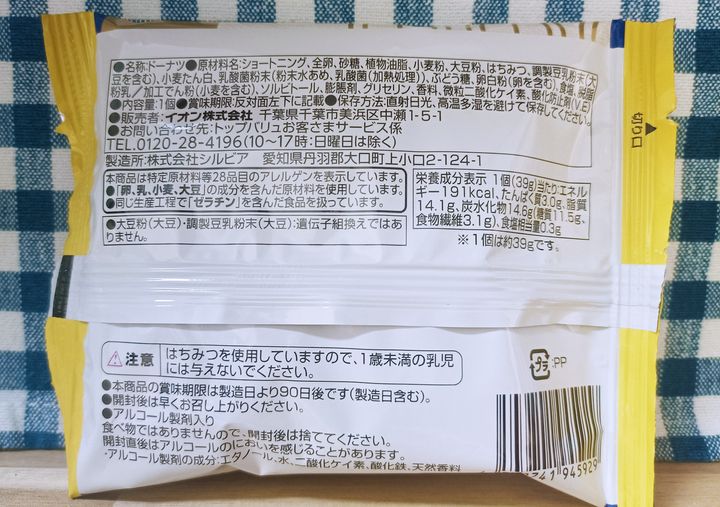 ●名称:ドーナツ●原材料名:ショートニング、全卵、砂糖、植物油脂、小麦粉、大豆粉、はちみつ、調製豆乳粉末(大
豆を含む)、小麦たん白、乳酸菌粉末(粉末水あめ、乳酸菌(加熱処理))、ぶどう糖、卵白粉(卵を含む)、食塩、脱脂
粉乳/加工でん粉(小麦を含む)、ソルビトール、膨脹剤、グリセリン、香料、微粒二酸化ケイ素、酸化防止剤(V.E)
●内容量:1個●賞味期限:反対面左下に記載●保存方法:直射日光、高温多湿を避けて保存してください。
●販売者:イオン株式会社 千葉県千葉市美浜区中瀬1-5-1
●お問い合わせ先:トップバリュお客さまサービス係
TEL.0120-28-4196(10~17時:日曜日は除く)
製造所:株式会社シルビア 愛知県丹羽郡大口町上小口2-124-1
本商品は特定原材料等28品目のアレルゲンを表示しています。
●「卵、乳、小麦、大豆」の成分を含んだ原材料を使用しています。
●同じ生産工程で「ゼラチン」を含んだ食品を扱っています。
●大豆粉(大豆)・調製豆乳粉末(大豆):遺伝子組換えではあ
りません。
栄養成分表示 1個(39g)当たり:エネル
ギー191kcal、たんぱく質3.0g、脂質
14.1g、炭水化物14.6g(糖質11.5g、
食物繊維3.1g)、食塩相当量0.3g
※1個は約39gです。
切り口
注意 はちみつを使用していますので、1歳未満の乳児
には与えないでください。
●本商品の賞味期限は製造日より90日後です(製造日含む)。
●開封後は早くお召し上がりください。
●アルコール製剤入り
食べ物ではありませんので、開封後は捨ててください。
開封直後はアルコールのにおいを感じることがあります。
・アルコール製剤の成分:エタノール、水、二酸化ケイ素、酸化鉄、天然香料
プラ :PP
741 945929